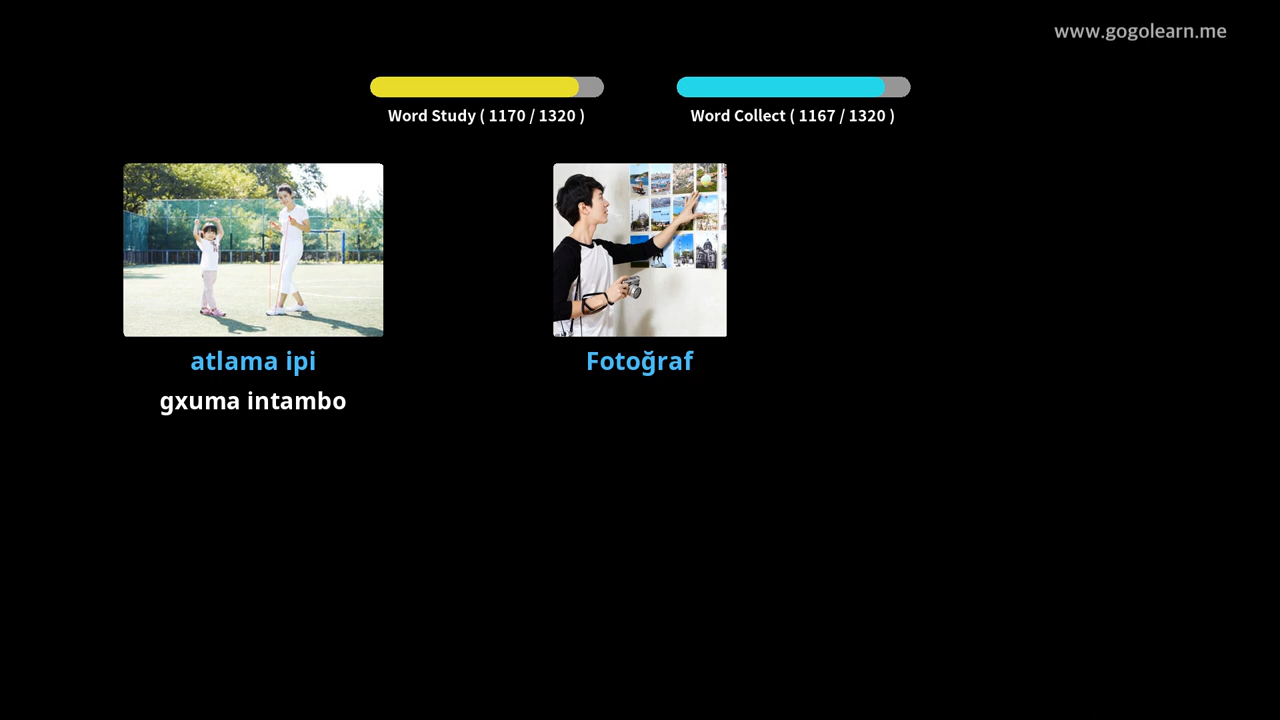 www.gogolearn.me
Word Study ( 1170 / 1320 )
Word Collect ( 1167 / 1320 )
atlama ipi
gxuma intambo
Fotoğraf